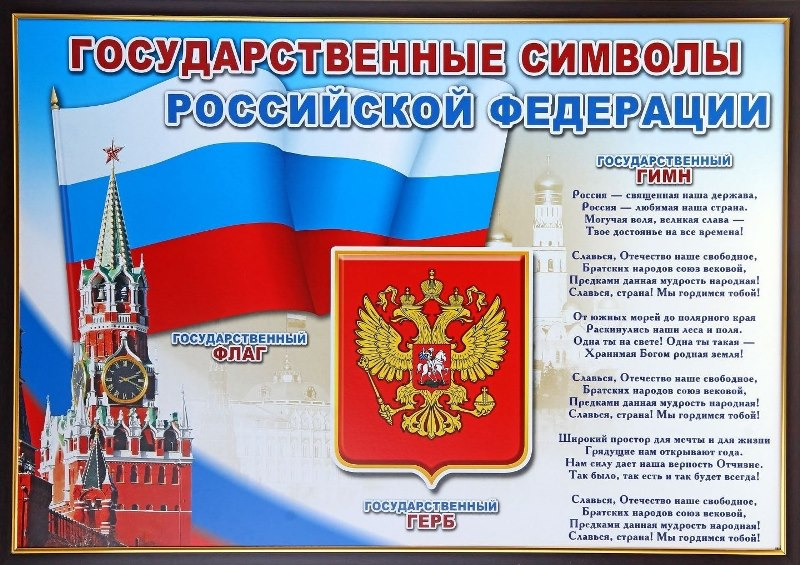 ГОСУДАРСТВЕННЫЕ СИМВОЛЫ
РОССИЙСКОЙ ФЕДЕРАЦИИ
ГОСУДАРСТВЕННЫЙ
ФЛАГ
ГОСУДАРСТВЕННЫЙ
ГЕРБ
ГОСУДАРСТВЕННЫЙ
ГИМН
Россия — священная наша держава,
Россия — любимая наша страна.
Могучая воля, великая слава —
Твое достоянье на все времена!
Славься, Отечество наше свободное,
Братских народов союз вековой,
Предками данная мудрость народная!
Славься, страна! Мы гордимся тобой!
От южных морей до полярного края
Раскинулись наши леса и поля.
Одна ты на свете! Одна ты такая —
Хранимая Богом родная земля!
Славься, Отечество наше свободное,
Братских народов союз вековой,
Предками данная мудрость народная!
Славься, страна! Мы гордимся тобой!
Широкий простор для мечты и для жизни
Грядущие нам открывают года.
Нам силу дает наша верность Отчизне.
Так было, так есть и так будет всегда!
Славься, Отечество наше свободное,
Братских народов союз вековой,
Предками данная мудрость народная!
Славься, страна! Мы гордимся тобой!